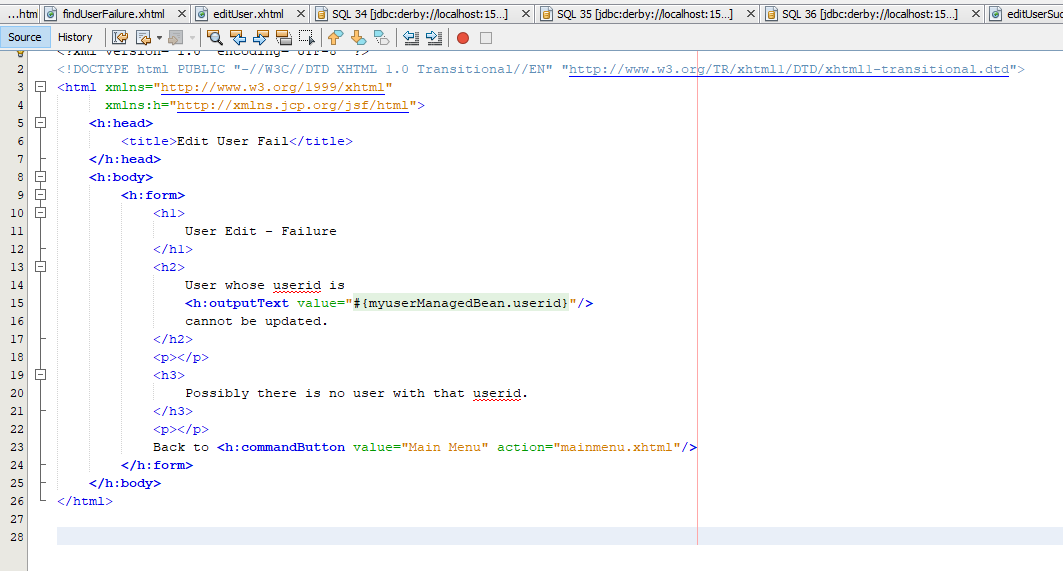 ...htm findUserFailure.xhtml editUser.xhtml SQL 34 [jdbc:derby://localhost:15...] SQL 35 [jdbc:derby://localhost:15...] SQL 36 [jdbc:derby://localhost:15...] editUserSuc
Source History
<?xml version="1.0" encoding="UTF-8" ?>
2 <!DOCTYPE html PUBLIC "-//W3C//DTD XHTML 1.0 Transitional//EN" "http://www.w3.org/TR/xhtml1/DTD/xhtml1-transitional.dtd">
3 <html xmlns="http://www.w3.org/1999/xhtml"
4 xmlns:h="http://xmlns.jcp.org/jsf/html">
5 <h:head>
6 <title>Edit User Fail</title>
7 </h:head>
8 <h:body>
9 <h:form>
10 <h1>
11 User Edit - Failure
12 </h1>
13 <h2>
14 User whose userid is
15 <h:outputText value="#{myuserManagedBean.userid}"/>
16 cannot be updated.
17 </h2>
18 <p></p>
19 <h3>
20 Possibly there is no user with that userid.
21 </h3>
22 <p></p>
23 Back to <h:commandButton value="Main Menu" action="mainmenu.xhtml"/>
24 </h:form>
25 </h:body>
26 </html>
27
28